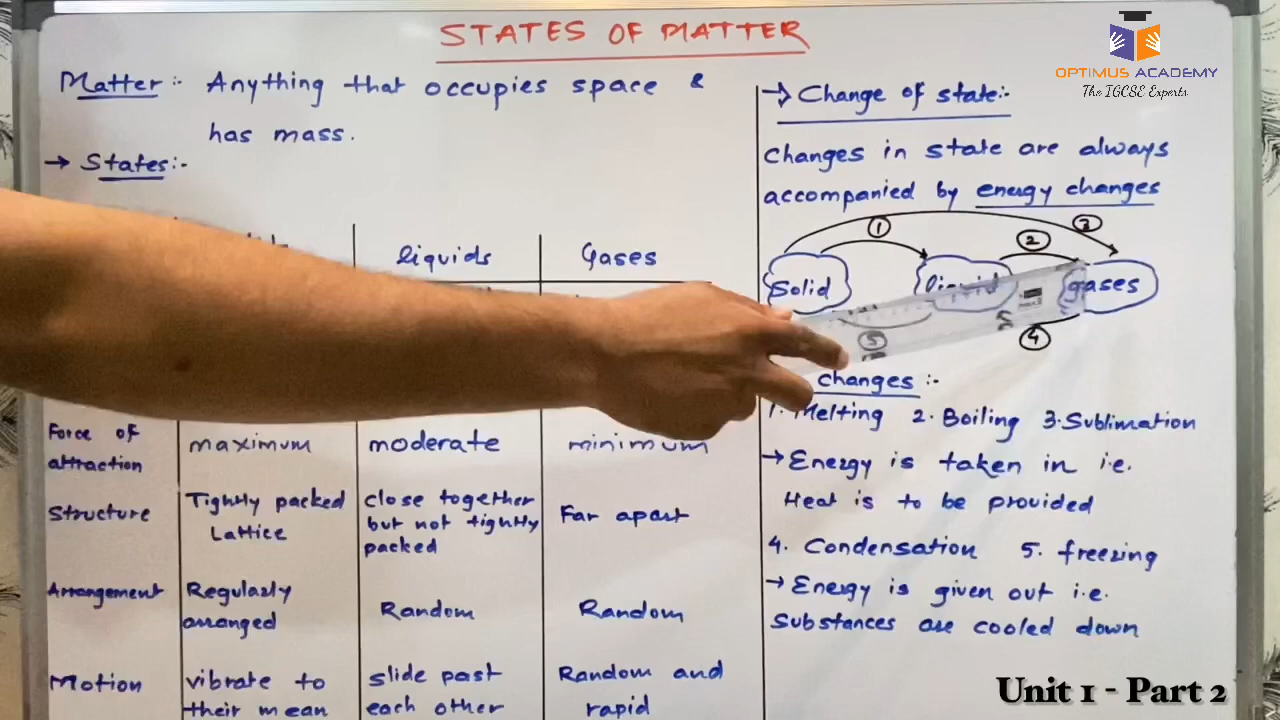 STATES OF MATTER
OPTIMUS ACADEMY
The IGCSE Experts
Matter :- Anything that occupies space &
has mass.
→ States:-
liquids
Gases
Force of attraction
maximum
moderate
minimum
Structure
Tightly packed
Lattice
close together
but not tightly
packed
Far apart
Arrangement
Regularly
arranged
Random
Random
Motion
vibrate to
their mean
slide past
each other
Random and
rapid
→ Change of state:-
Changes in state are always
accompanied by energy changes
1 2 3
Solid liquid gases
5 4
changes :-
1. Melting 2. Boiling 3. Sublimation
→ Energy is taken in i.e.
Heat is to be provided
4. Condensation 5. freezing
→ Energy is given out i.e.
Substances are cooled down
Unit 1 - Part 2